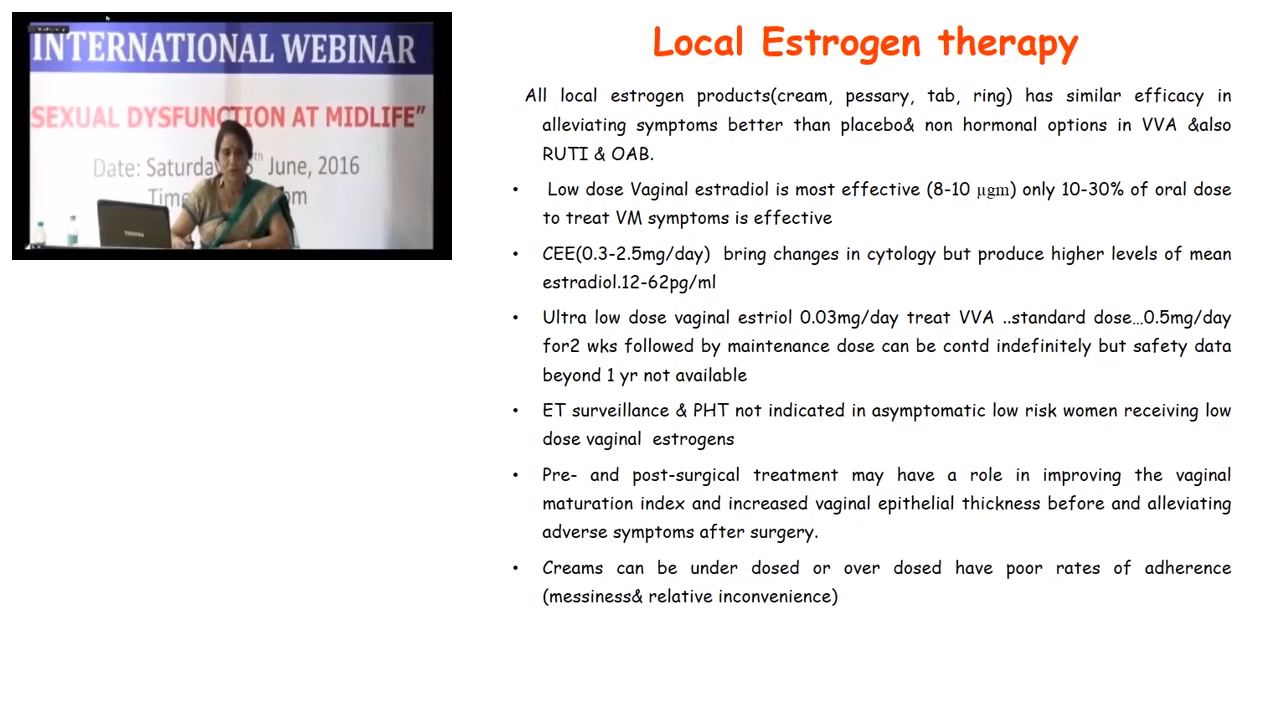 INTERNATIONAL WEBINAR
SEXUAL DYSFUNCTION AT MIDLIFE”
Date: Saturday th June, 2016
TOSHIBA
Local Estrogen therapy
All local estrogen products(cream, pessary, tab, ring) has similar efficacy in
alleviating symptoms better than placebo& non hormonal options in VVA &also
RUTI & OAB.
• Low dose Vaginal estradiol is most effective (8-10 µgm) only 10-30% of oral dose
to treat VM symptoms is effective
• CEE(0.3-2.5mg/day) bring changes in cytology but produce higher levels of mean
estradiol.12-62pg/ml
• Ultra low dose vaginal estriol 0.03mg/day treat VVA ..standard dose…0.5mg/day
for2 wks followed by maintenance dose can be contd indefinitely but safety data
beyond 1 yr not available
• ET surveillance & PHT not indicated in asymptomatic low risk women receiving low
dose vaginal estrogens
• Pre- and post-surgical treatment may have a role in improving the vaginal
maturation index and increased vaginal epithelial thickness before and alleviating
adverse symptoms after surgery.
• Creams can be under dosed or over dosed have poor rates of adherence
(messiness& relative inconvenience)